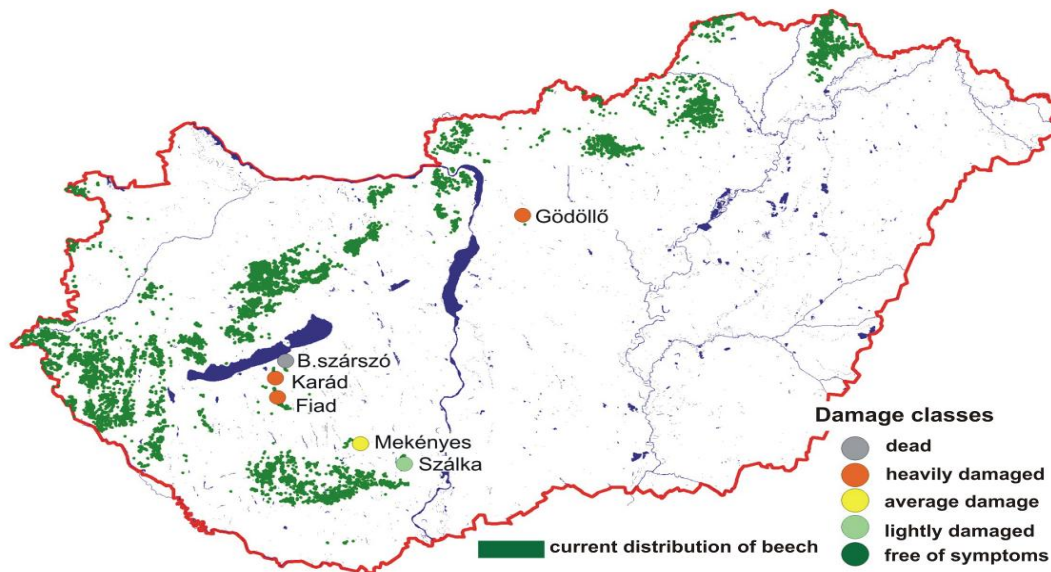 Gödöllő
B.szárszó
Karád
Fiad
Mekényes
Szálka
Damage classes
dead
heavily damaged
average damage
lightly damaged
free of symptoms
current distribution of beech